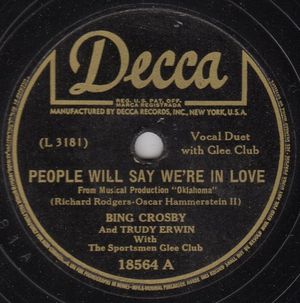 Decca
REG. U.S. PAT. OFF.
MARCA REGISTRADA
MANUFACTURED BY DECCA RECORDS, INC., NEW YORK, U.S.A.
(L 3181)
Vocal Duet
with Glee Club
PEOPLE WILL SAY WE'RE IN LOVE
From Musical Production "Oklahoma"
(Richard Rodgers-Oscar Hammerstein II)
BING CROSBY
And TRUDY ERWIN
With
The Sportsmen Glee Club
18564 A